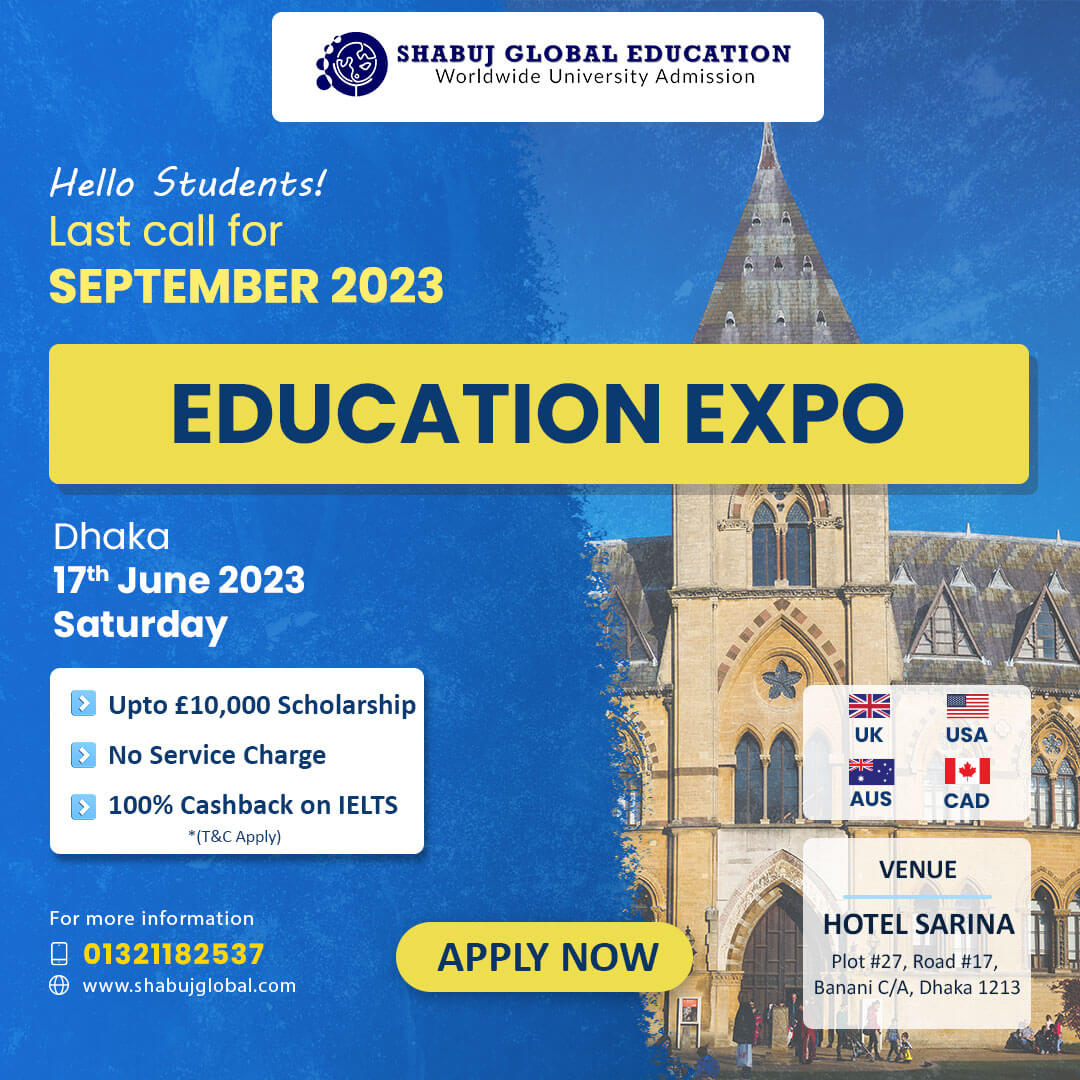 SHABUJ GLOBAL EDUCATION
Worldwide University Admission
Hello Students!
Last call for
SEPTEMBER 2023
EDUCATION EXPO
Dhaka
17th June 2023
Saturday
Upto £10,000 Scholarship
No Service Charge
100% Cashback on IELTS
*(T&C Apply)
UK
USA
AUS
CAD
VENUE
HOTEL SARINA
Plot #27, Road #17,
Banani C/A, Dhaka 1213
For more information
01321182537
www.shabujglobal.com
APPLY NOW